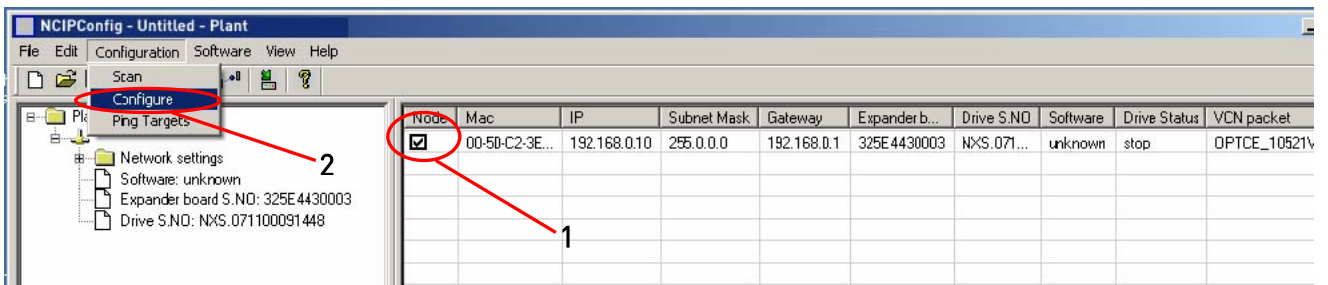 NCIPConfig - Untitled - Plant
File Edit Configuration Software View Help
Scan
Configure
Ping Targets
Network settings
Software: unknown
Expander board S.NO: 325E4430003
Drive S.NO: NXS.071100091448
2
Node Mac IP Subnet Mask Gateway Expander b... Drive S.NO Software Drive Status VCN packet
00-50-C2-3E... 192.168.0.10 255.0.0.0 192.168.0.1 325E4430003 NXS.071... unknown stop OPTCE_10521V
1